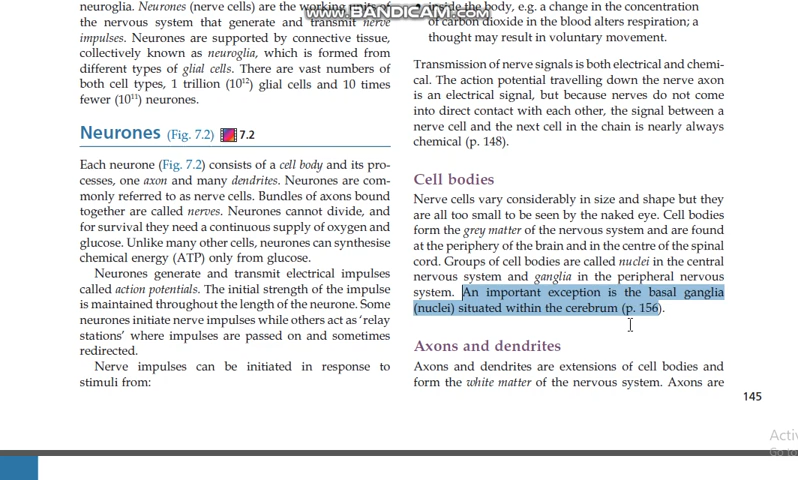 neuroglia. Neurones (nerve cells) are the working units of
the nervous system that generate and transmit nerve
impulses. Neurones are supported by connective tissue,
collectively known as neuroglia, which is formed from
different types of glial cells. There are vast numbers of
both cell types, 1 trillion (10¹²) glial cells and 10 times
fewer (10¹¹) neurones.
Neurones (Fig. 7.2) 7.2
Each neurone (Fig. 7.2) consists of a cell body and its pro-
cesses, one axon and many dendrites. Neurones are com-
monly referred to as nerve cells. Bundles of axons bound
together are called nerves. Neurones cannot divide, and
for survival they need a continuous supply of oxygen and
glucose. Unlike many other cells, neurones can synthesise
chemical energy (ATP) only from glucose.
Neurones generate and transmit electrical impulses
called action potentials. The initial strength of the impulse
is maintained throughout the length of the neurone. Some
neurones initiate nerve impulses while others act as ‘relay
stations’ where impulses are passed on and sometimes
redirected.
Nerve impulses can be initiated in response to
stimuli from:
www.BANDICAM.com
• inside the body, e.g. a change in the concentration
of carbon dioxide in the blood alters respiration; a
thought may result in voluntary movement.
Transmission of nerve signals is both electrical and chemi-
cal. The action potential travelling down the nerve axon
is an electrical signal, but because nerves do not come
into direct contact with each other, the signal between a
nerve cell and the next cell in the chain is nearly always
chemical (p. 148).
Cell bodies
Nerve cells vary considerably in size and shape but they
are all too small to be seen by the naked eye. Cell bodies
form the grey matter of the nervous system and are found
at the periphery of the brain and in the centre of the spinal
cord. Groups of cell bodies are called nuclei in the central
nervous system and ganglia in the peripheral nervous
system. An important exception is the basal ganglia
(nuclei) situated within the cerebrum (p. 156).
Axons and dendrites
Axons and dendrites are extensions of cell bodies and
form the white matter of the nervous system. Axons are
145
Activ
Go to